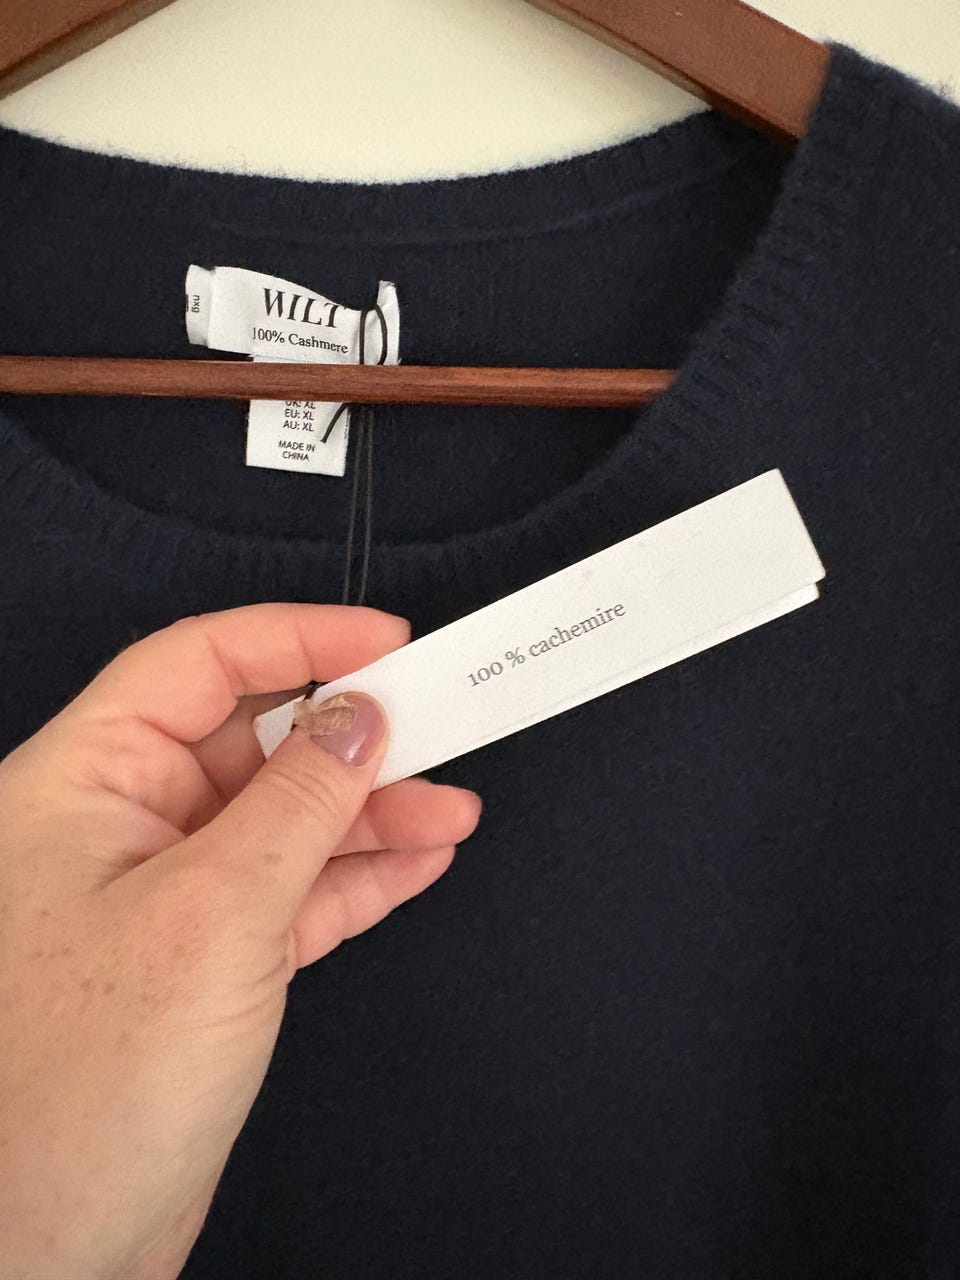 WILT
100% Cashmere
UK: XL
EU: XL
AU: XL
MADE IN
CHINA
100 % cachemire